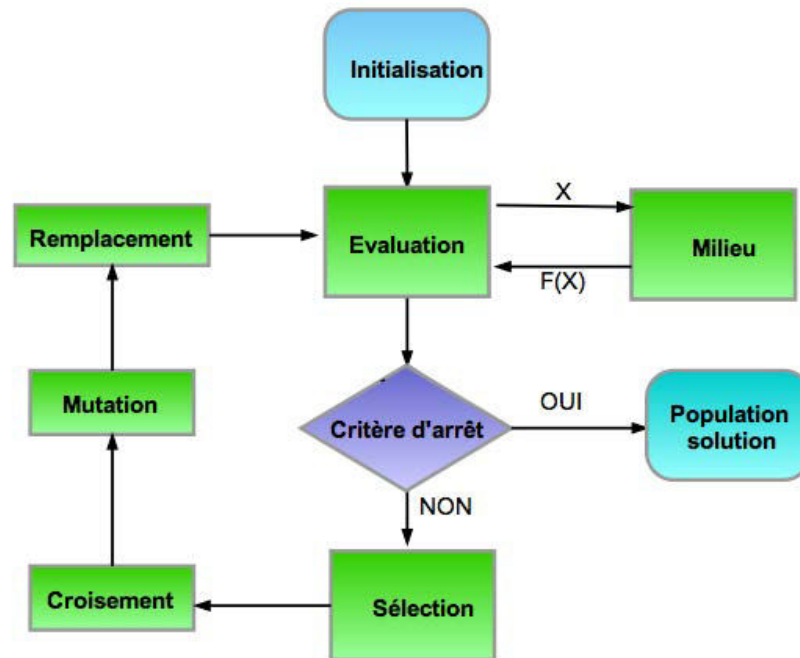 Initialisation
X
Remplacement
Evaluation
Milieu
F(X)
Mutation
Critère d'arrêt
OUI
Population
solution
NON
Croisement
Sélection